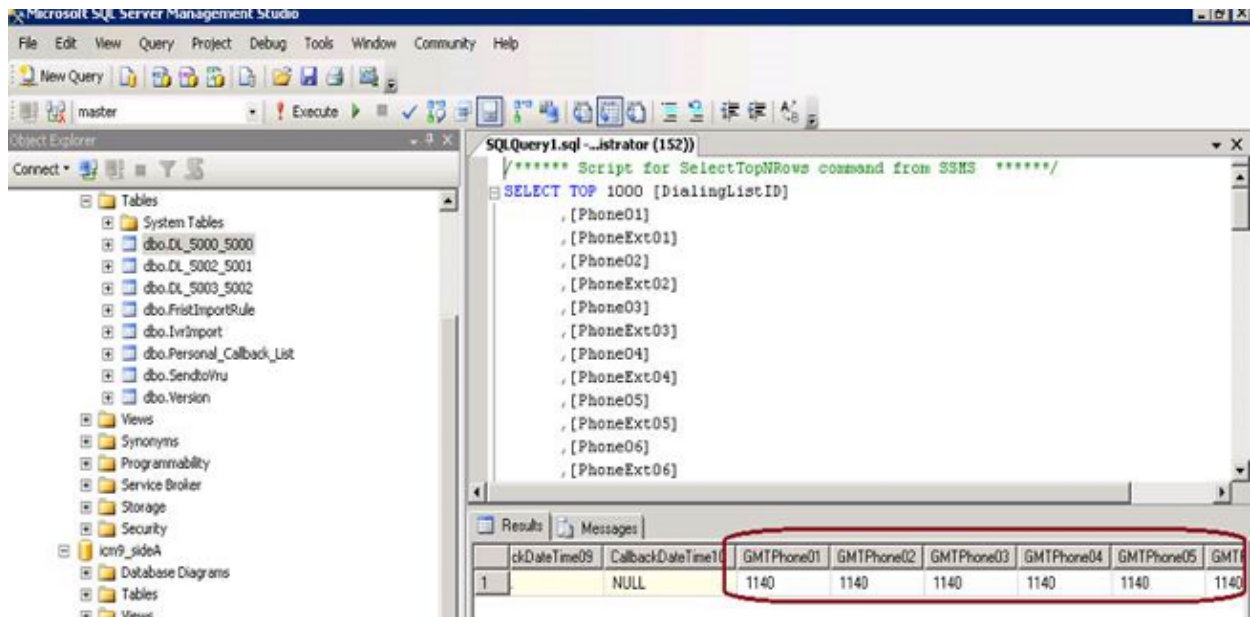 Microsoft SQL Server Management Studio
File Edit View Query Project Debug Tools Window Community Help
New Query
master Execute
Object Explorer
SQLQuery1.sql -...istrator (152))
Connect
/****** Script for SelectTopNRows command from SSMS ******/
SELECT TOP 1000 [DialingListID]
,[Phone01]
,[PhoneExt01]
,[Phone02]
,[PhoneExt02]
,[Phone03]
,[PhoneExt03]
,[Phone04]
,[PhoneExt04]
,[Phone05]
,[PhoneExt05]
,[Phone06]
,[PhoneExt06]
Tables
System Tables
dbo.DL_5000_5000
dbo.DL_5002_5001
dbo.DL_5003_5002
dbo.FristImportRule
dbo.IvrImport
dbo.Personal_Callback_List
dbo.SendtoVru
dbo.Version
Views
Synonyms
Programmability
Service Broker
Storage
Security
icm9_sideA
Database Diagrams
Tables
Views
Results Messages
ckDateTime09 CallbackDateTime10 GMTPhone01 GMTPhone02 GMTPhone03 GMTPhone04 GMTPhone05 GMT
1 NULL 1140 1140 1140 1140 1140 1140